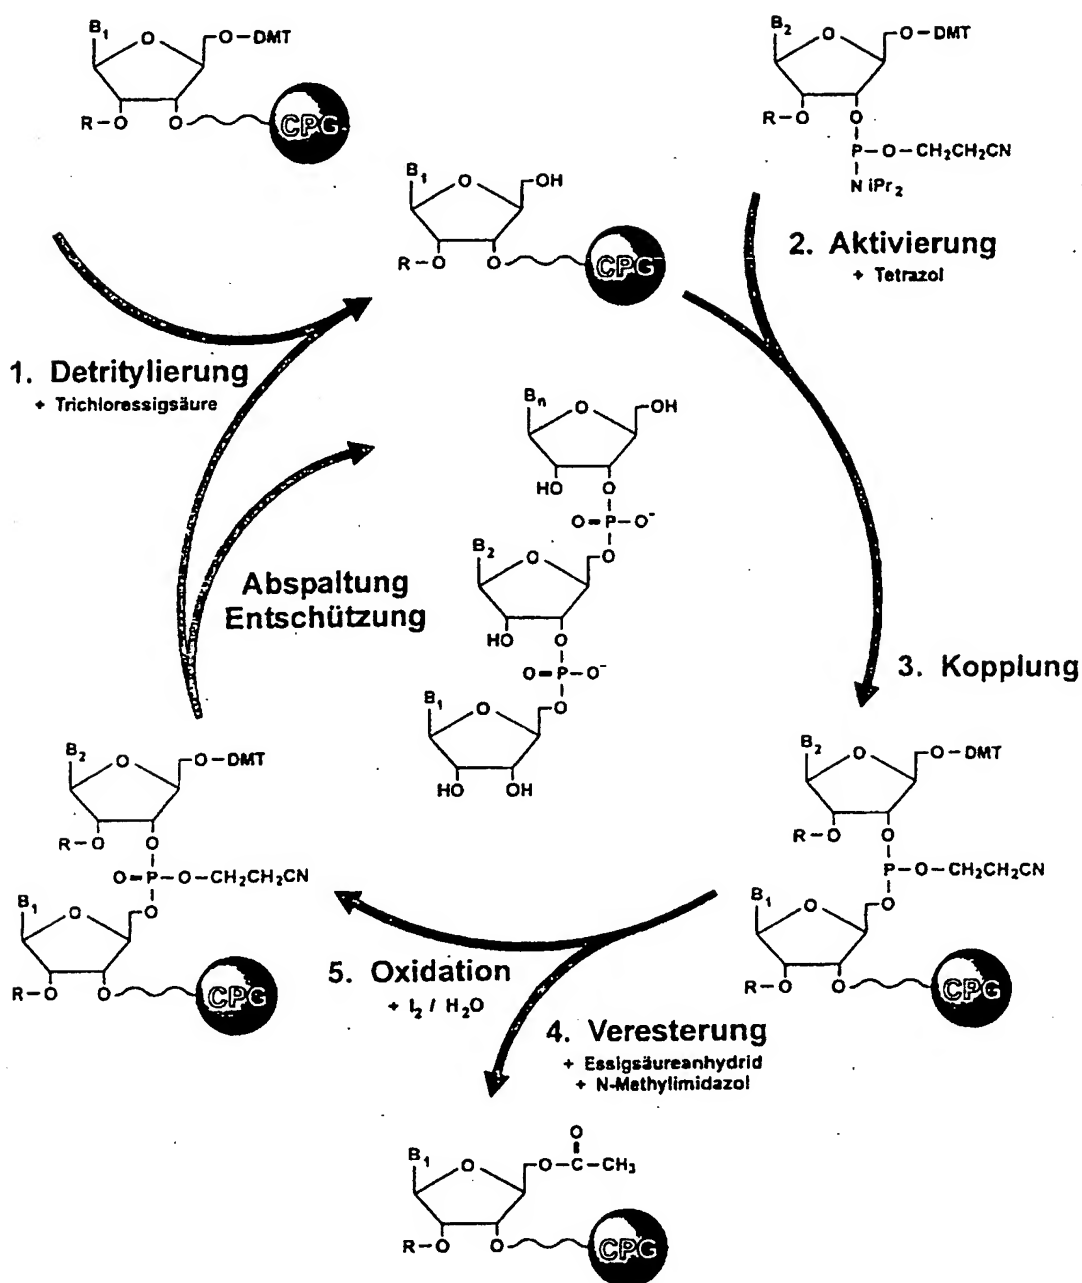 B1 O O-DMT
R-O O CPG
B2 O O-DMT
R-O O
P-O-CH2CH2CN
N iPr2
B1 O OH
R-O O CPG
2. Aktivierung
+ Tetrazol
1. Detritylierung
+ Trichloressigsäure
Bn O OH
HO O
O=P-O-
O
B2 O
HO O
O=P-O-
O
B1 O
HO OH
Abspaltung
Entschützung
3. Kopplung
B2 O O-DMT
R-O O
O=P-O-CH2CH2CN
O
B1 O
R-O O CPG
B2 O O-DMT
R-O O
P-O-CH2CH2CN
O
B1 O
R-O O CPG
5. Oxidation
+ I2 / H2O
4. Veresterung
+ Essigsäureanhydrid
+ N-Methylimidazol
O
B1 O O-C-CH3
R-O O CPG